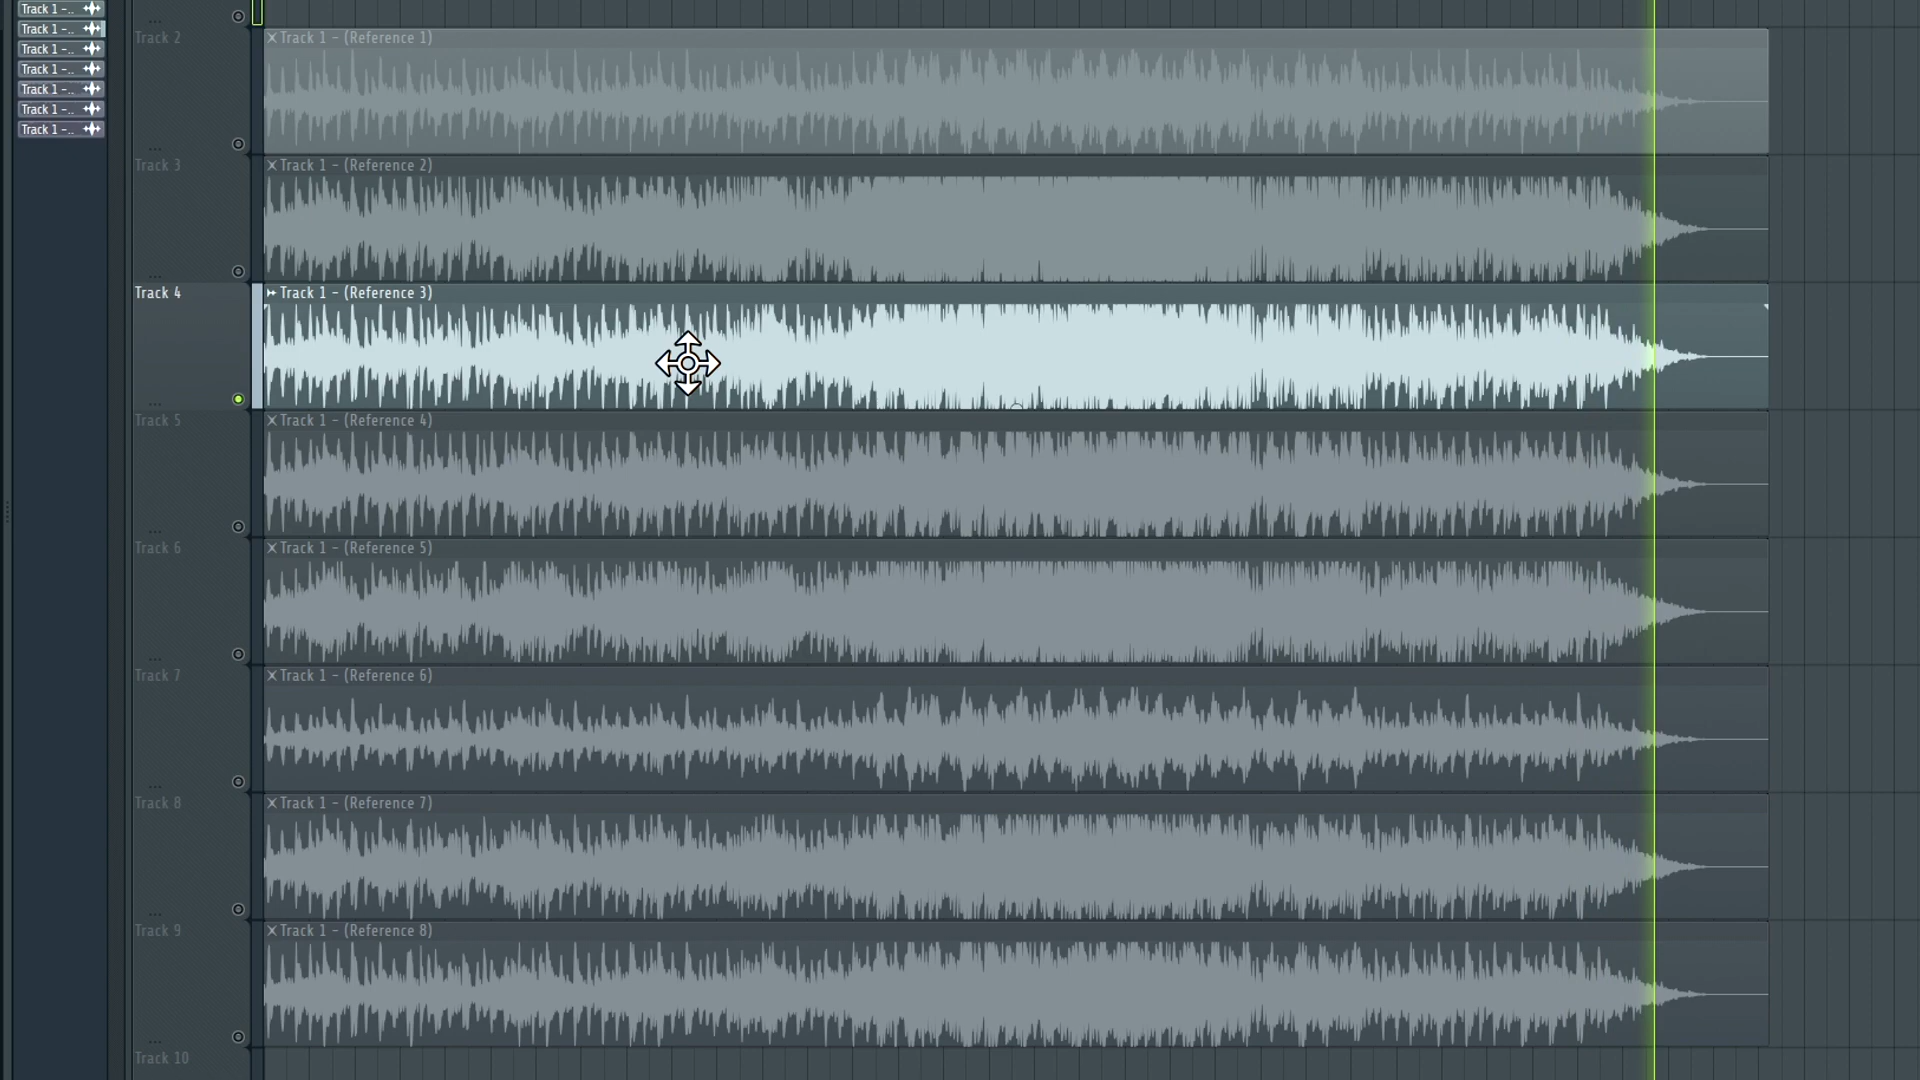 Track 1 -..
Track 1 -..
Track 1 -..
Track 1 -..
Track 1 -..
Track 1 -..
Track 1 -..
Track 2
Track 1 - (Reference 1)
Track 3
Track 1 - (Reference 2)
Track 4
Track 1 - (Reference 3)
Track 5
Track 1 - (Reference 4)
Track 6
Track 1 - (Reference 5)
Track 7
Track 1 - (Reference 6)
Track 8
Track 1 - (Reference 7)
Track 9
Track 1 - (Reference 8)
Track 10